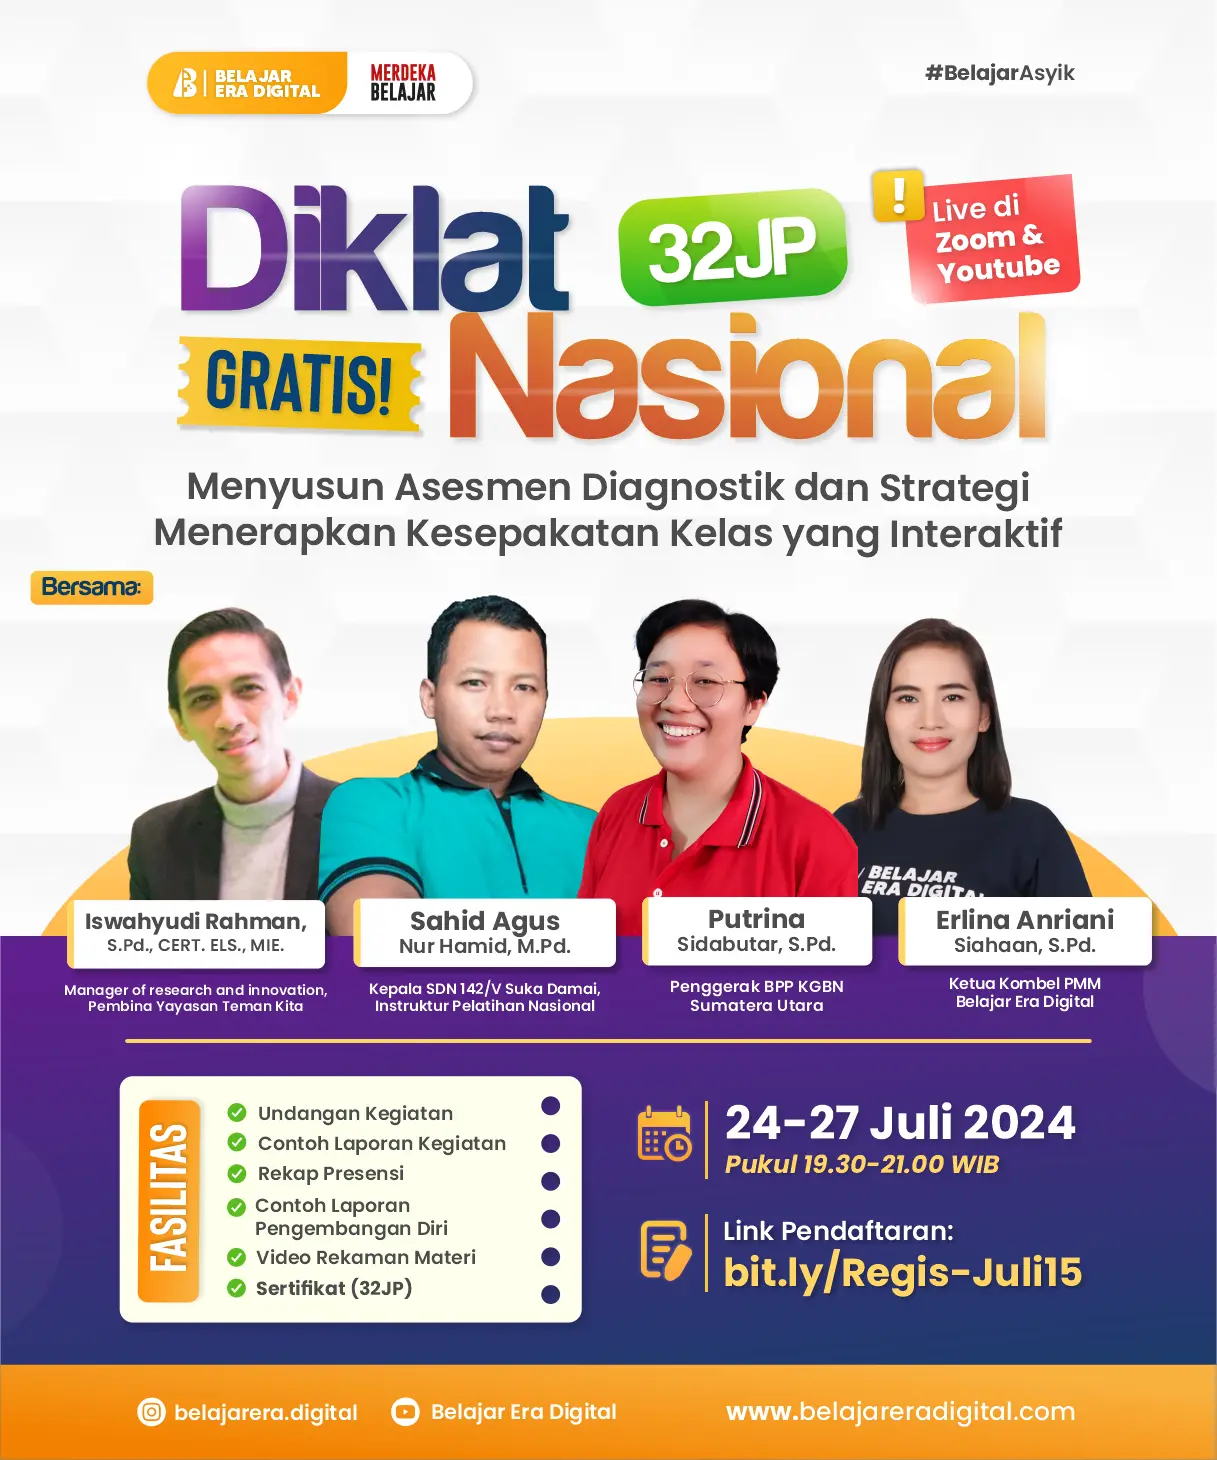 BELAJAR
ERA DIGITAL
MERDEKA
BELAJAR
#BelajarAsyik
Diklat
32JP
!
Live di
Zoom &
Youtube
GRATIS!
Nasional
Menyusun Asesmen Diagnostik dan Strategi
Menerapkan Kesepakatan Kelas yang Interaktif
Bersama:
BELAJAR
ERA DIGITAL
Iswahyudi Rahman,
S.Pd., CERT. ELS., MIE.
Manager of research and innovation,
Pembina Yayasan Teman Kita
Sahid Agus
Nur Hamid, M.Pd.
Kepala SDN 142/V Suka Damai,
Instruktur Pelatihan Nasional
Putrina
Sidabutar, S.Pd.
Penggerak BPP KGBN
Sumatera Utara
Erlina Anriani
Siahaan, S.Pd.
Ketua Kombel PMM
Belajar Era Digital
FASILITAS
Undangan Kegiatan
Contoh Laporan Kegiatan
Rekap Presensi
Contoh Laporan
Pengembangan Diri
Video Rekaman Materi
Sertifikat (32JP)
24-27 Juli 2024
Pukul 19.30-21.00 WIB
Link Pendaftaran:
bit.ly/Regis-Juli15
belajarera.digital
Belajar Era Digital
www.belajareradigital.com